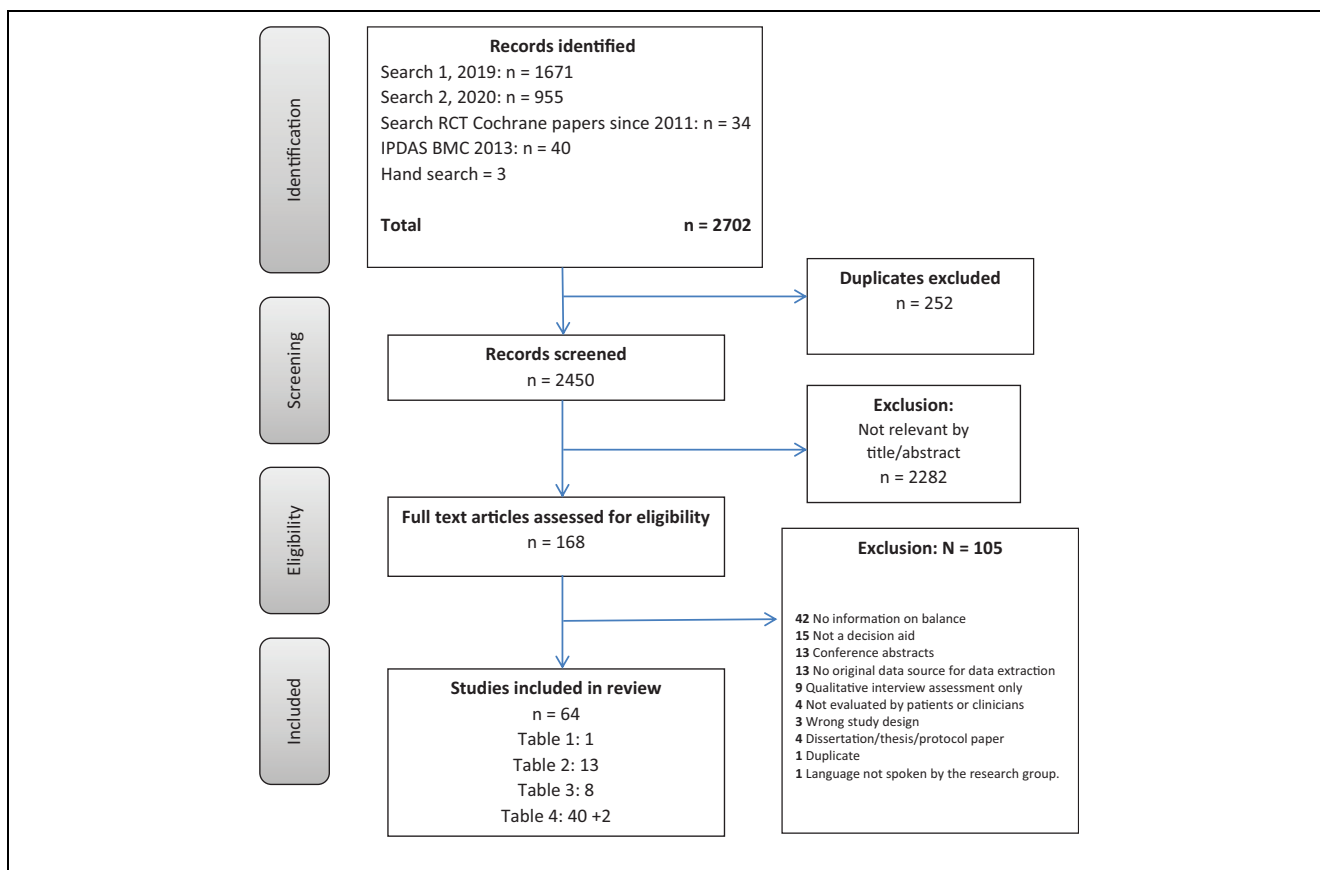 Identification
Records identified
Search 1, 2019: n = 1671
Search 2, 2020: n = 955
Search RCT Cochrane papers since 2011: n = 34
IPDAS BMC 2013: n = 40
Hand search = 3
Total n = 2702
Duplicates excluded
n = 252
Screening
Records screened
n = 2450
Exclusion:
Not relevant by
title/abstract
n = 2282
Eligibility
Full text articles assessed for eligibility
n = 168
Exclusion: N = 105
42 No information on balance
15 Not a decision aid
13 Conference abstracts
13 No original data source for data extraction
9 Qualitative interview assessment only
4 Not evaluated by patients or clinicians
3 Wrong study design
4 Dissertation/thesis/protocol paper
1 Duplicate
1 Language not spoken by the research group.
Included
Studies included in review
n = 64
Table 1: 1
Table 2: 13
Table 3: 8
Table 4: 40 +2